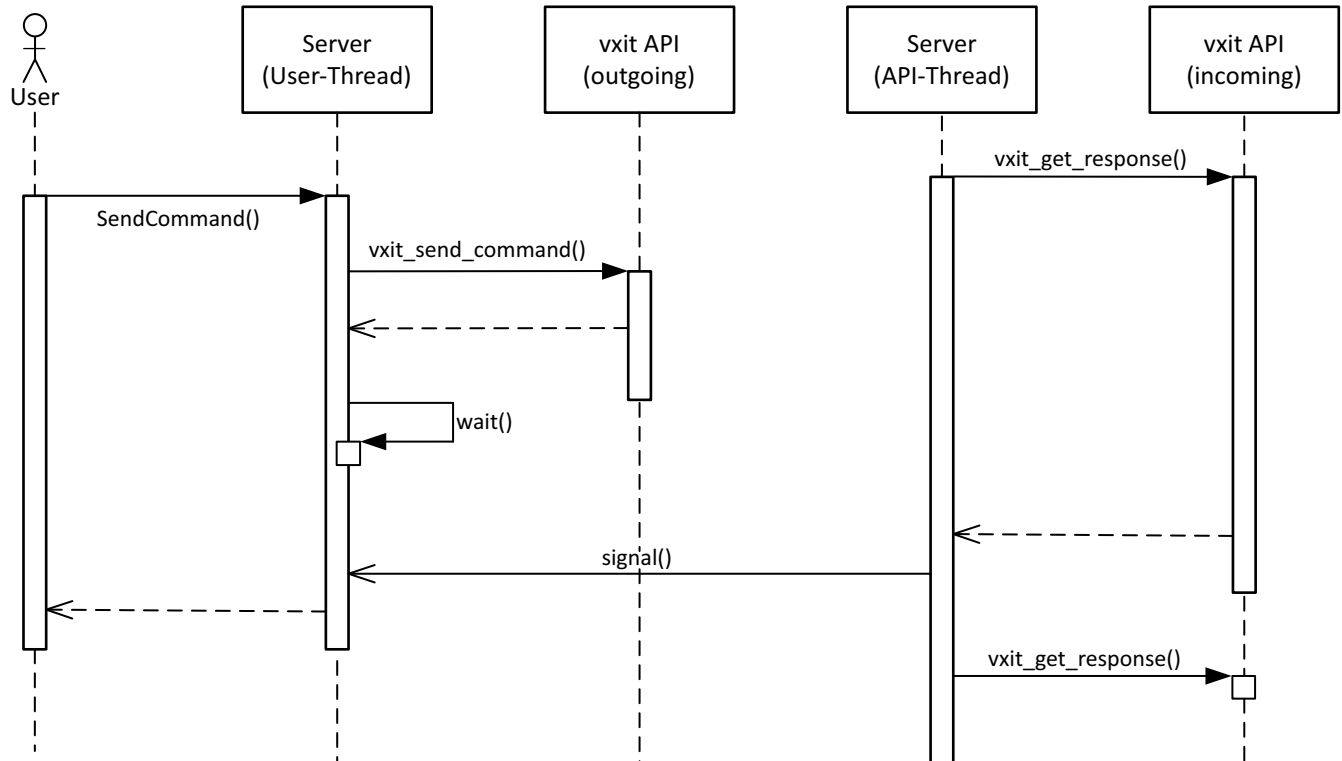 User
Server
(User-Thread)
vxit API
(outgoing)
Server
(API-Thread)
vxit API
(incoming)
vxit_get_response()
SendCommand()
vxit_send_command()
wait()
signal()
vxit_get_response()